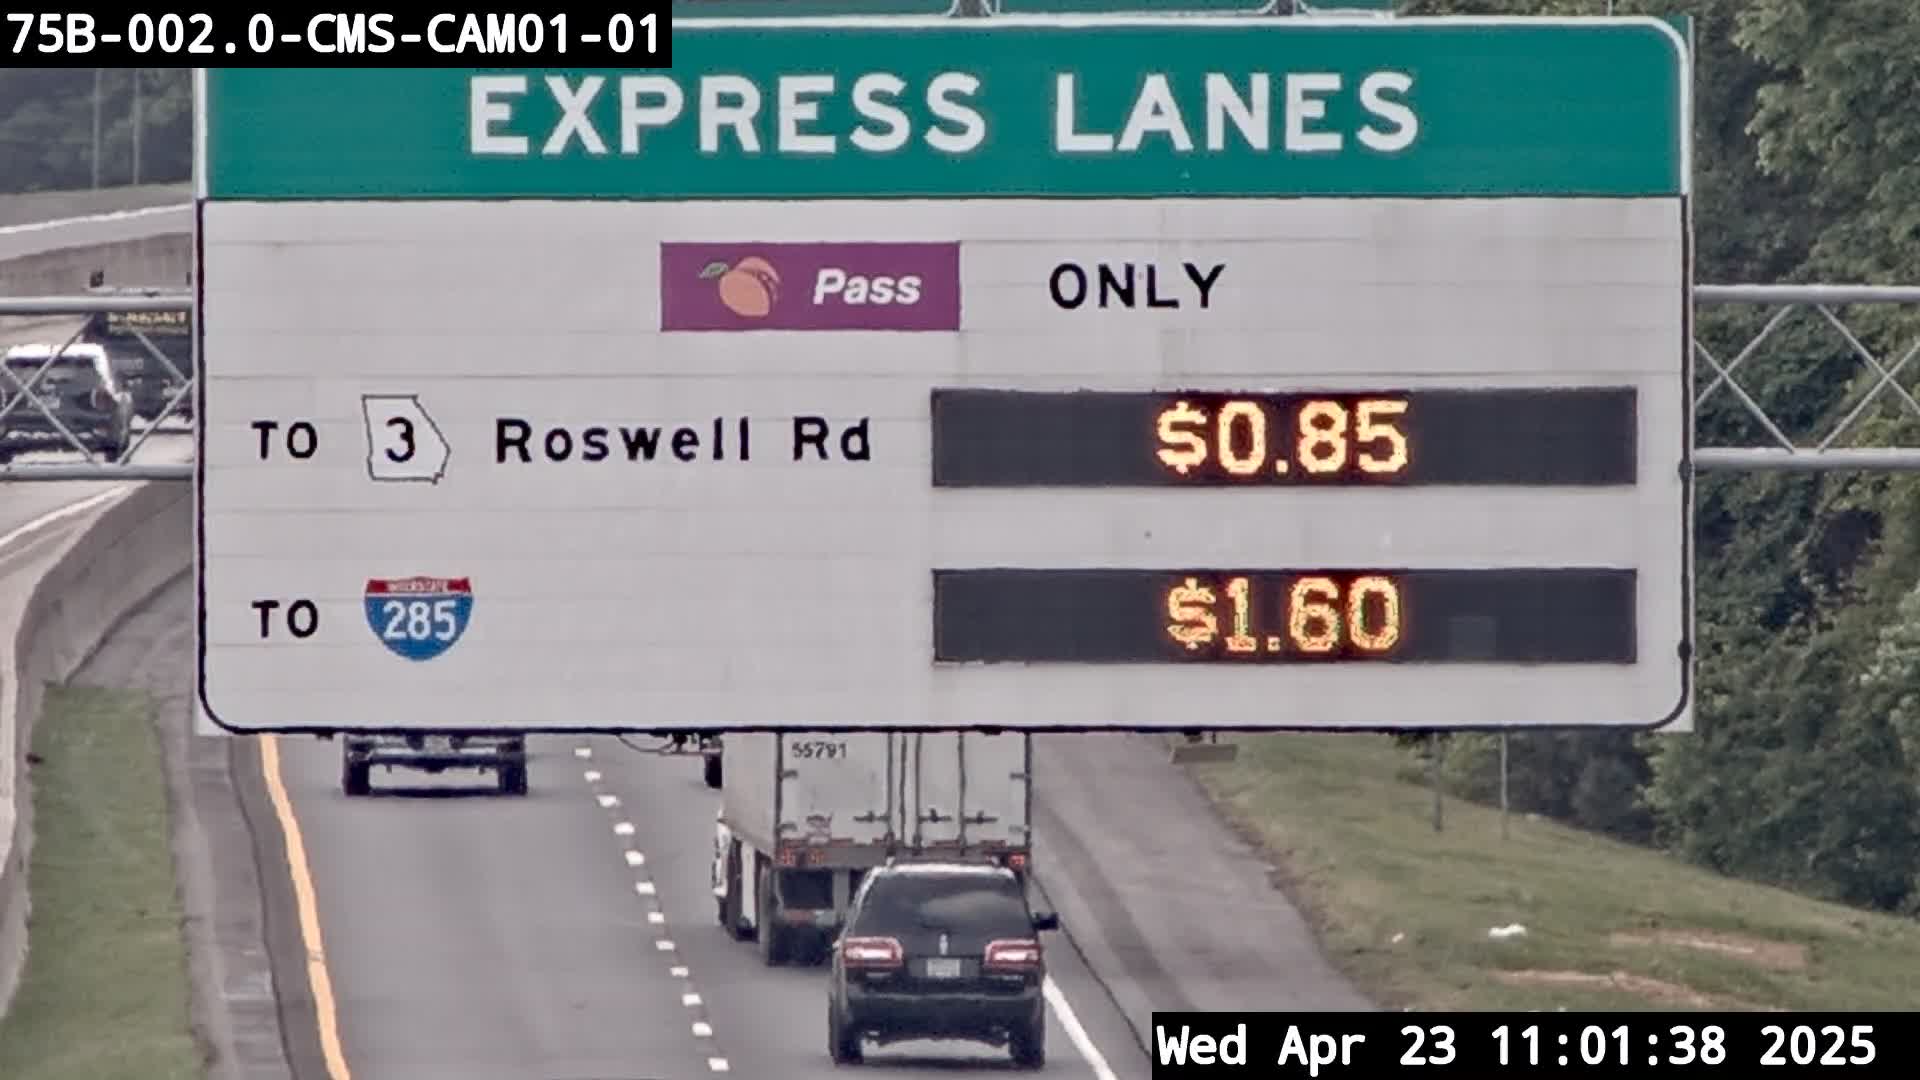 75B-002.0-CMS-CAM01-01
EXPRESS LANES
Pass ONLY
TO 3 Roswell Rd $0.85
INTERSTATE
TO 285 $1.60
55791
Wed Apr 23 11:01:38 2025